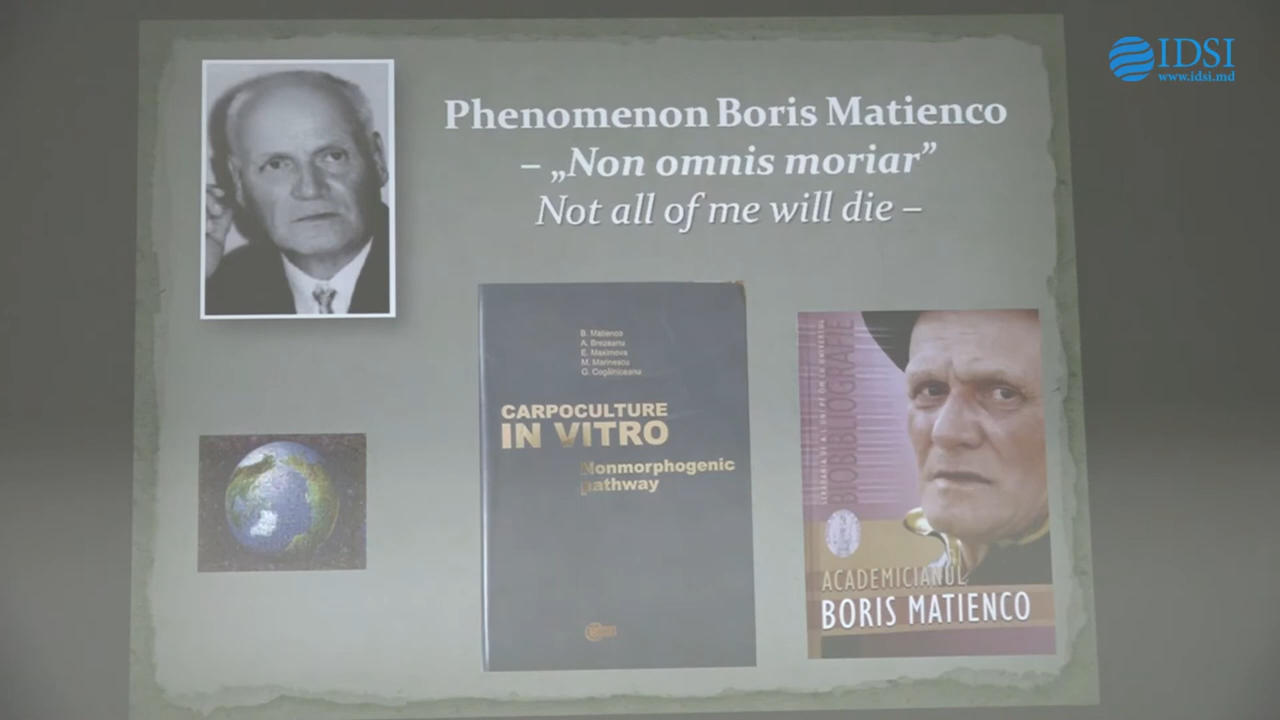 IDSI
www.idsi.md
Phenomenon Boris Matienco
– „Non omnis moriar”
Not all of me will die –
B. Matienco
A. Brezeanu
E. Maximova
M. Marinescu
G. Cogălniceanu
CARPOCULTURE
IN VITRO
Nonmorphogenic
pathway
BIOBIBLIOGRAFIE
ACADEMICIANUL
BORIS MATIENCO